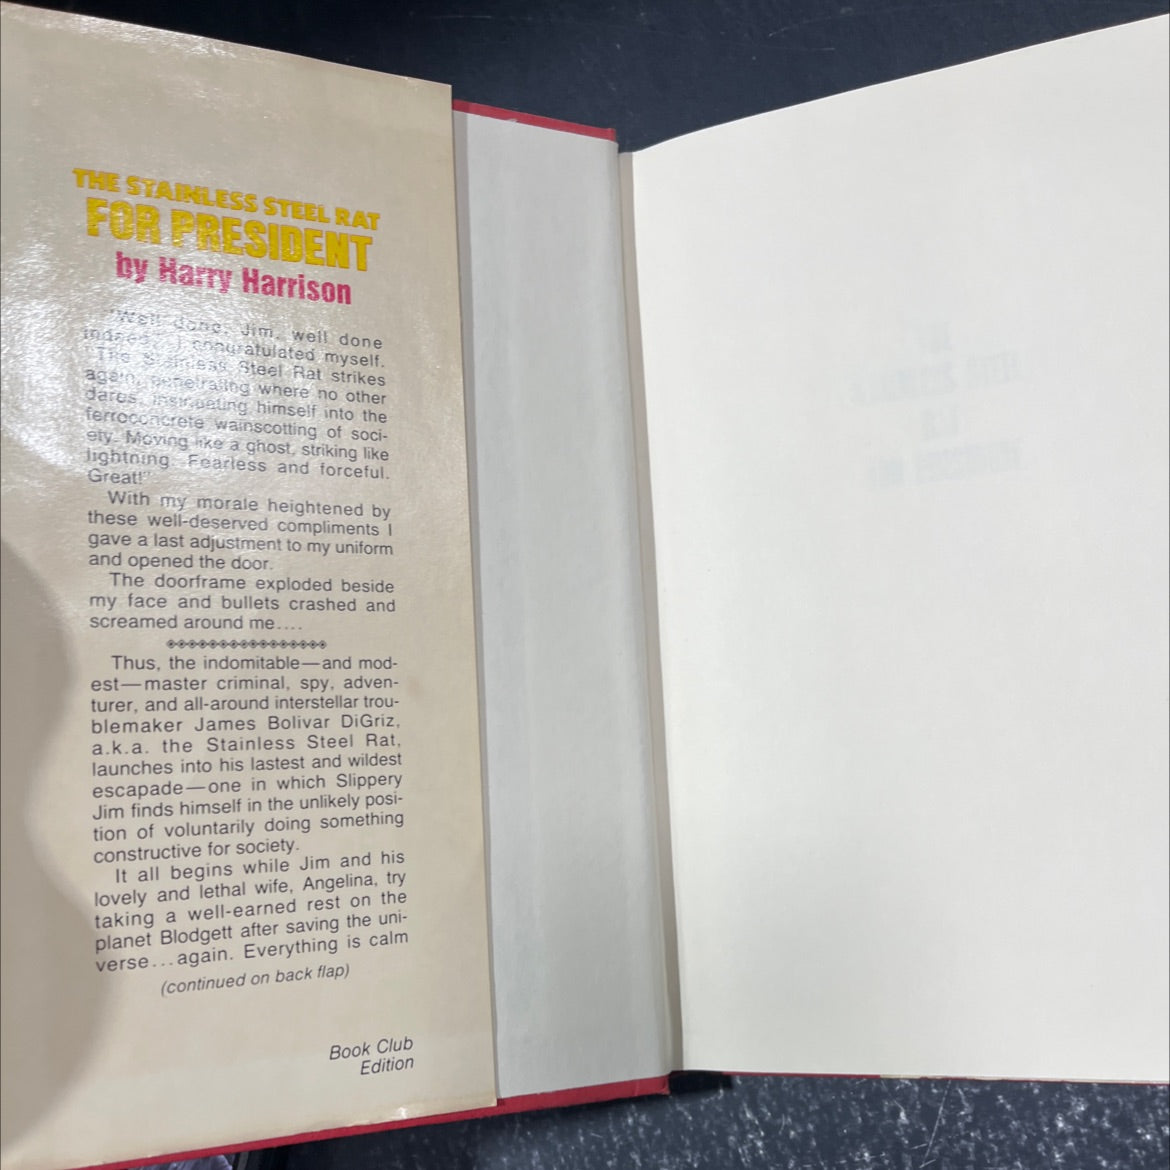 THE STAINLESS STEEL RAT
FOR PRESIDENT
by Harry Harrison
"Well done, Jim, well done
indeed," I congratulated myself.
"The Stainless Steel Rat strikes
again, penetrating where no other
dares, insinuating himself into the
ferroconcrete wainscotting of soci-
ety. Moving like a ghost, striking like
lightning. Fearless and forceful.
Great!"
With my morale heightened by
these well-deserved compliments I
gave a last adjustment to my uniform
and opened the door.
The doorframe exploded beside
my face and bullets crashed and
screamed around me....
Thus, the indomitable—and mod-
est—master criminal, spy, adven-
turer, and all-around interstellar trou-
blemaker James Bolivar DiGriz,
a.k.a. the Stainless Steel Rat,
launches into his lastest and wildest
escapade—one in which Slippery
Jim finds himself in the unlikely posi-
tion of voluntarily doing something
constructive for society.
It all begins while Jim and his
lovely and lethal wife, Angelina, try
taking a well-earned rest on the
planet Blodgett after saving the uni-
verse...again. Everything is calm
(continued on back flap)
Book Club
Edition